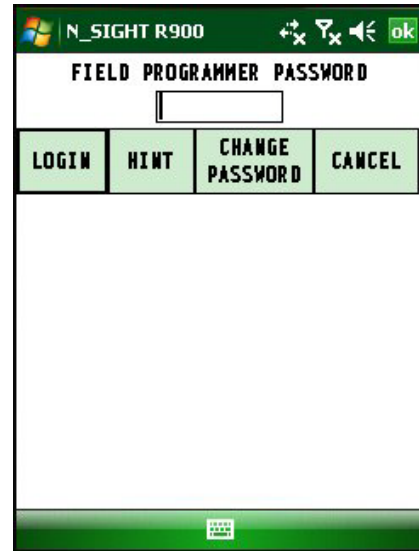 N_SIGHT R900 ok
FIELD PROGRAMMER PASSWORD
LOGIN HINT CHANGE PASSWORD CANCEL